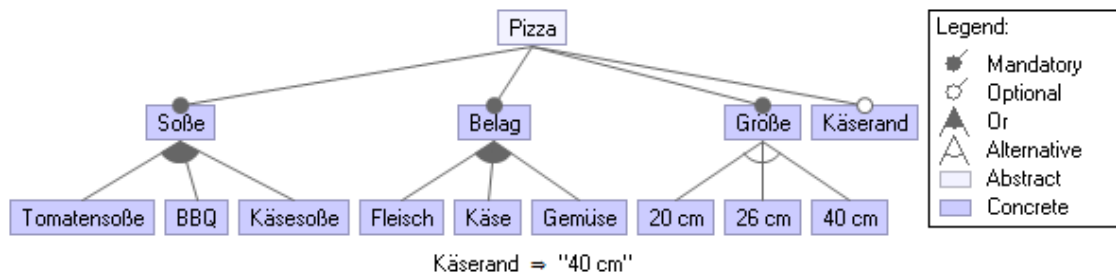 Pizza
Legend:
Mandatory
Optional
Or
Alternative
Abstract
Concrete
Soße Belag Größe Käserand
Tomatensoße BBQ Käsesoße Fleisch Käse Gemüse 20 cm 26 cm 40 cm
Käserand ⇒ "40 cm"